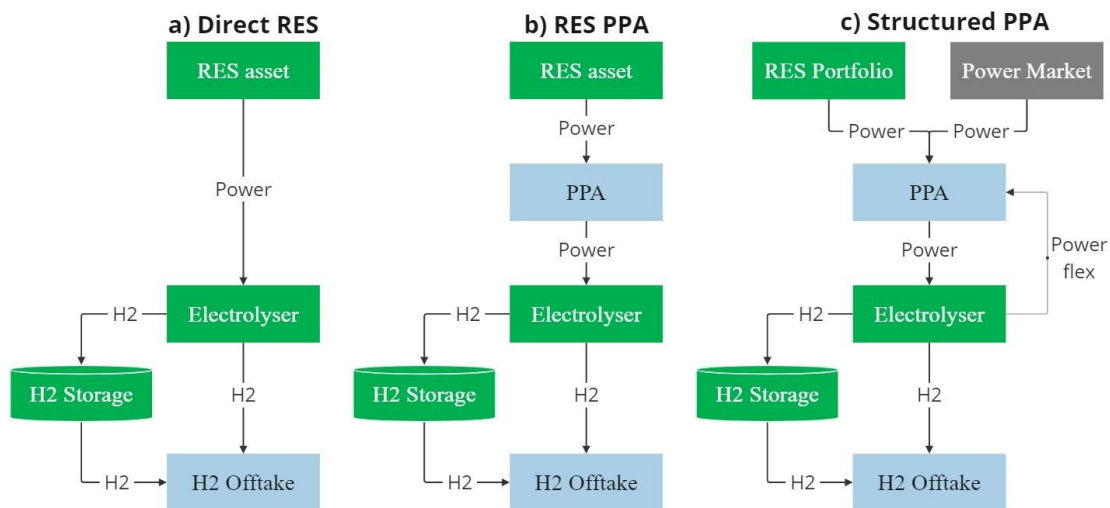 a) Direct RES
RES asset
Power
Electrolyser
H2
H2 Storage
H2
H2
H2 Offtake
b) RES PPA
RES asset
Power
PPA
Power
Electrolyser
H2
H2 Storage
H2
H2
H2 Offtake
c) Structured PPA
RES Portfolio
Power Market
Power
Power
PPA
Power
Power
flex
Electrolyser
H2
H2 Storage
H2
H2
H2 Offtake